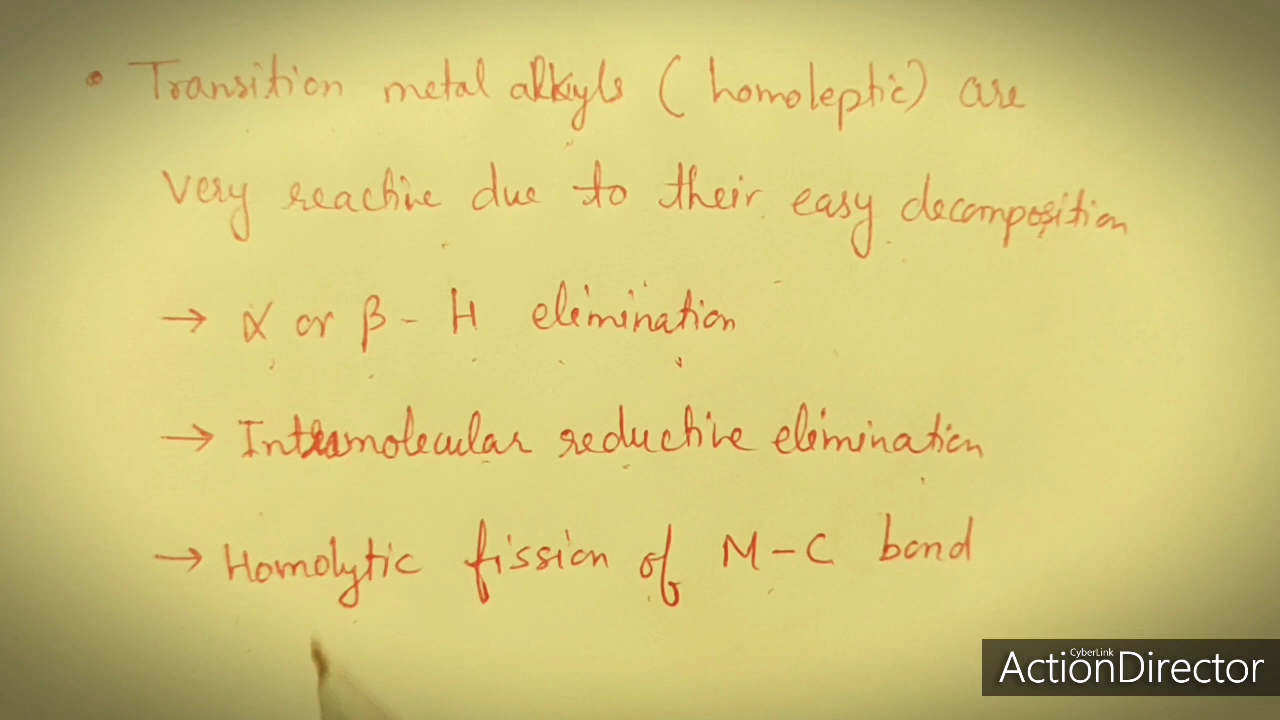 • Transition metal alkyls (homoleptic) are
very reactive due to their easy decomposition
→ α or β - H elimination
→ Intramolecular reductive elimination
→ Homolytic fission of M-C bond
CyberLink
ActionDirector